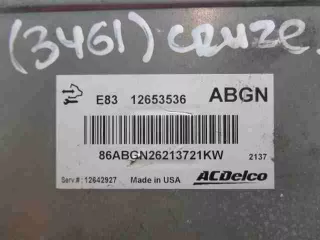 (3461) cruze.
E83 12653536 ABGN
86ABGN26213721KW 2137
Serv.#: 12642927 Made in USA ACDelco